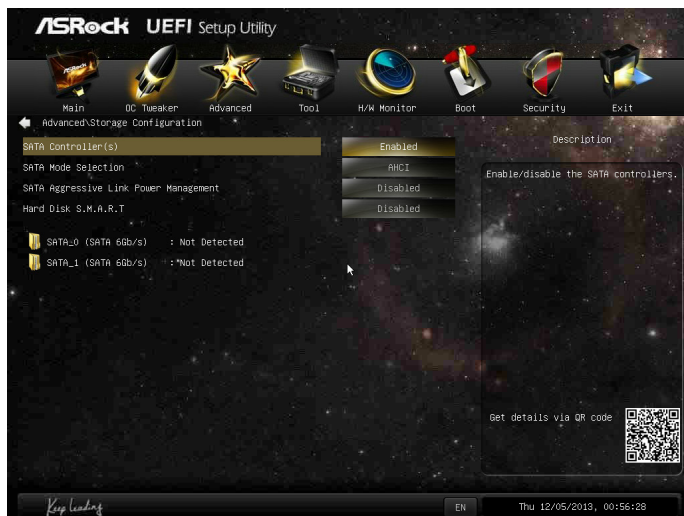 ASRock UEFI Setup Utility
Main
OC Tweaker
Advanced
Tool
H/W Monitor
Boot
Security
Exit
Advanced\Storage Configuration
SATA Controller(s) Enabled
SATA Mode Selection AHCI
SATA Aggressive Link Power Management Disabled
Hard Disk S.M.A.R.T Disabled
SATA_0 (SATA 6Gb/s) : Not Detected
SATA_1 (SATA 6Gb/s) : Not Detected
Description
Enable/disable the SATA controllers.
Get details via QR code
Keep Leading
EN
Thu 12/05/2013, 00:56:28